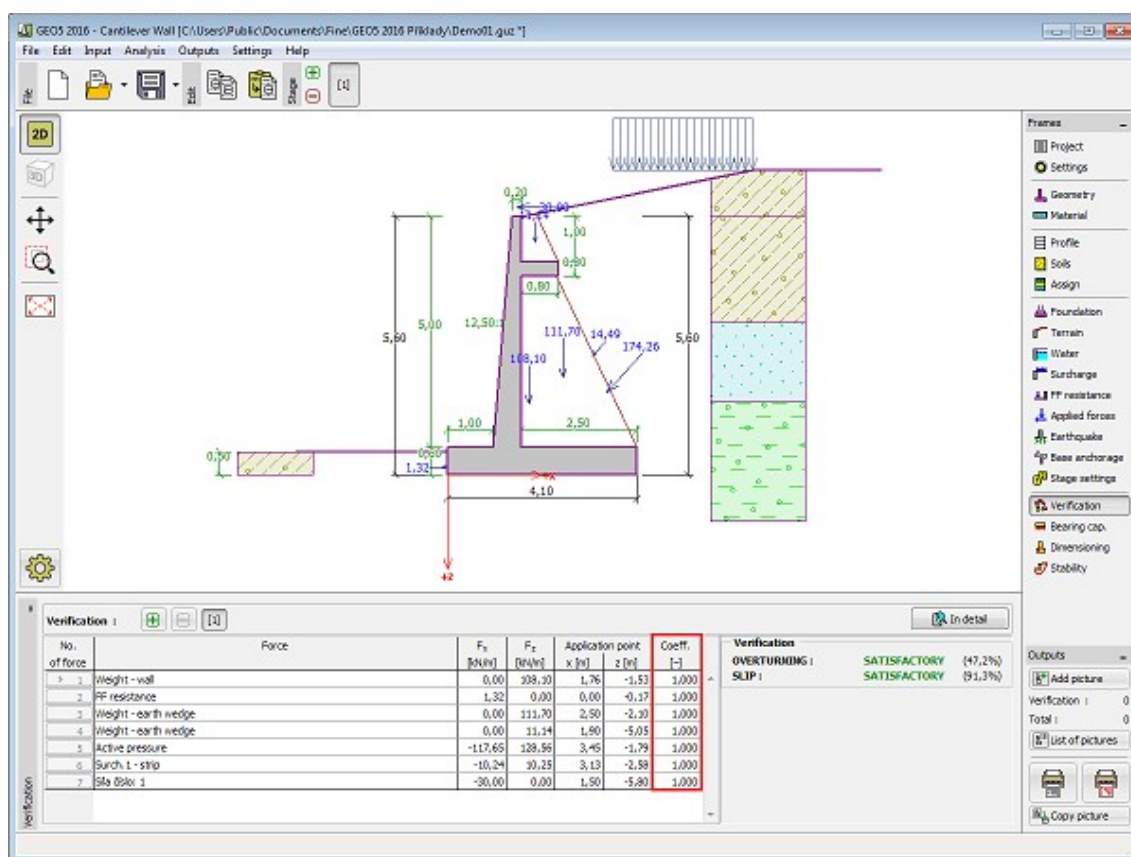 GEO5 2016 - Cantilever Wall [C:\Users\Public\Documents\Fine\GEO5 2016 Příklady\Demo01.guz *]
File Edit Input Analysis Outputs Settings Help
File
Edit
Stage
[1]
2D
3D
Frames
Project
Settings
Geometry
Material
Profile
Soils
Assign
Foundation
Terrain
Water
Surcharge
FF resistance
Applied forces
Earthquake
Base anchorage
Stage settings
Verification
Bearing cap.
Dimensioning
Stability
0,20
1,00
0,80
5,60
5,00
12,50:1
111,70
14,49
174,26
5,60
108,10
1,00
2,50
1,32
+x
4,10
+z
Verification :
[1]
In detail
No. of force Force Fx [kN/m] Fz [kN/m] Application point x [m] z [m] Coeff. [-]
1 Weight - wall 0,00 108,10 1,76 -1,53 1,000
2 FF resistance 1,32 0,00 0,00 -0,17 1,000
3 Weight - earth wedge 0,00 111,70 2,50 -2,10 1,000
4 Weight - earth wedge 0,00 11,14 1,90 -5,05 1,000
5 Active pressure -117,65 128,56 3,45 -1,79 1,000
6 Surch. 1 - strip -10,24 10,25 3,13 -2,58 1,000
7 Síla číslo: 1 -30,00 0,00 1,50 -5,80 1,000
Verification
OVERTURNING : SATISFACTORY (47,2%)
SLIP : SATISFACTORY (91,3%)
Verification
Outputs
Add picture
Verification : 0
Total : 0
List of pictures
Copy picture